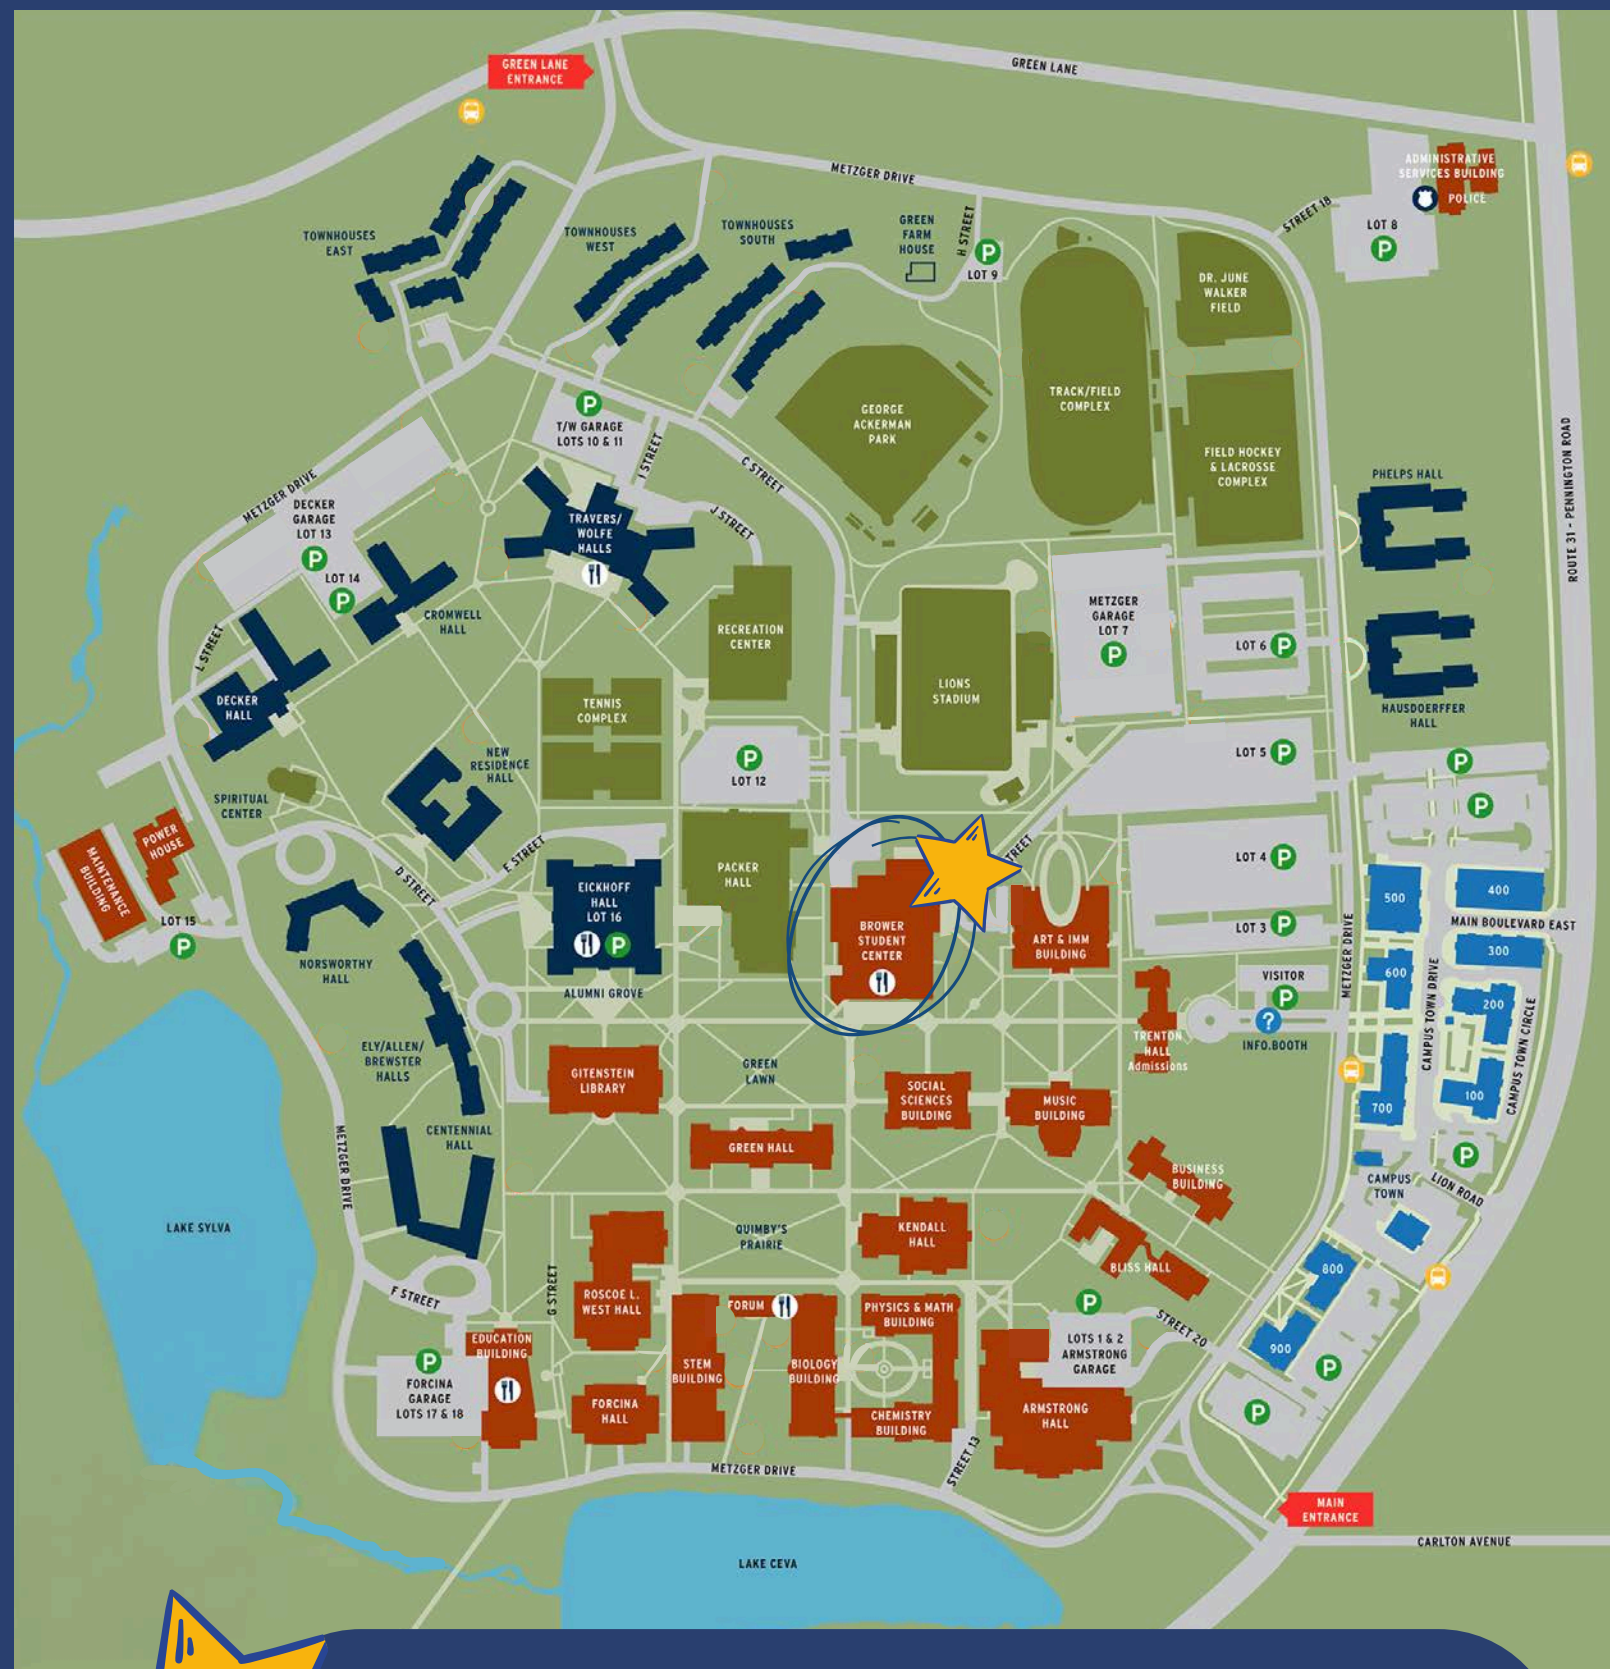 GREEN LANE
ENTRANCE
GREEN LANE
METZGER DRIVE
STREET 18
ADMINISTRATIVE
SERVICES BUILDING
POLICE
LOT 8
P
TOWNHOUSES
EAST
TOWNHOUSES
WEST
TOWNHOUSES
SOUTH
GREEN
FARM
HOUSE
H STREET
P
LOT 9
DR. JUNE
WALKER
FIELD
TRACK/FIELD
COMPLEX
GEORGE
ACKERMAN
PARK
FIELD HOCKEY
& LACROSSE
COMPLEX
PHELPS HALL
ROUTE 31 - PENNINGTON ROAD
P
T/W GARAGE
LOTS 10 & 11
I STREET
C STREET
J STREET
METZGER DRIVE
DECKER
GARAGE
LOT 13
P
LOT 14
P
TRAVERS/
WOLFE
HALLS
CROMWELL
HALL
L STREET
DECKER
HALL
RECREATION
CENTER
METZGER
GARAGE
LOT 7
P
LOT 6 P
LIONS
STADIUM
HAUSDOERFFER
HALL
TENNIS
COMPLEX
NEW
RESIDENCE
HALL
P
LOT 12
LOT 5 P
P
P
SPIRITUAL
CENTER
POWER
HOUSE
MAINTENANCE
BUILDING
LOT 15
P
D STREET
E STREET
PACKER
HALL
EICKHOFF
HALL
LOT 16
P
ALUMNI GROVE
BROWER
STUDENT
CENTER
STREET
ART & IMM
BUILDING
LOT 4 P
LOT 3 P
500
400
MAIN BOULEVARD EAST
300
600
200
100
700
METZGER DRIVE
CAMPUS TOWN DRIVE
CAMPUS TOWN CIRCLE
VISITOR
P
?
INFO.BOOTH
TRENTON
HALL
Admissions
NORSWORTHY
HALL
ELY/ALLEN/
BREWSTER
HALLS
GITENSTEIN
LIBRARY
GREEN
LAWN
SOCIAL
SCIENCES
BUILDING
MUSIC
BUILDING
CENTENNIAL
HALL
GREEN HALL
BUSINESS
BUILDING
P
CAMPUS
TOWN
LION ROAD
METZGER DRIVE
LAKE SYLVA
QUIMBY'S
PRAIRIE
KENDALL
HALL
BLISS HALL
800
900
F STREET
G STREET
ROSCOE L.
WEST HALL
FORUM
PHYSICS & MATH
BUILDING
P
LOTS 1 & 2
ARMSTRONG
GARAGE
STREET 20
P
P
EDUCATION
BUILDING
P
FORCINA
GARAGE
LOTS 17 & 18
STEM
BUILDING
BIOLOGY
BUILDING
FORCINA
HALL
CHEMISTRY
BUILDING
ARMSTRONG
HALL
STREET 13
METZGER DRIVE
MAIN
ENTRANCE
CARLTON AVENUE
LAKE CEVA